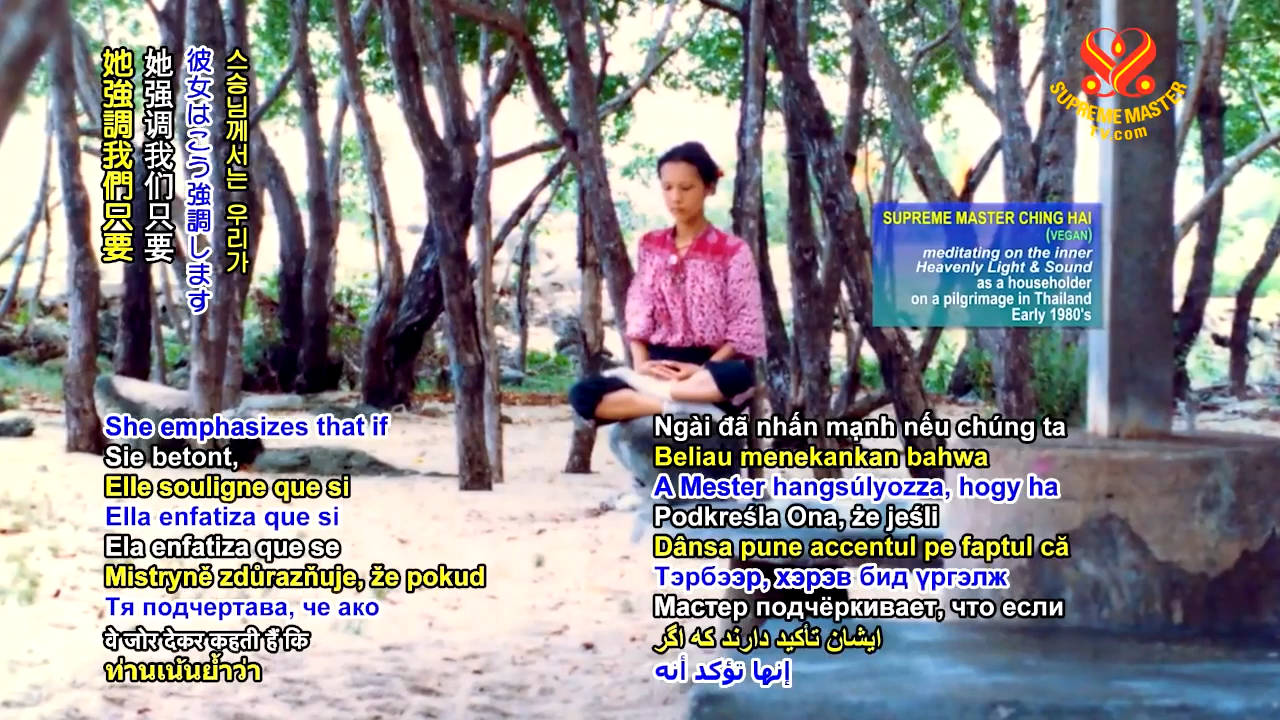 她強調我們只要
她强调我们只要
彼女はこう強調します
스승님께서는 우리가
SUPREME MASTER
TV.com
SUPREME MASTER CHING HAI
(VEGAN)
meditating on the inner
Heavenly Light & Sound
as a householder
on a pilgrimage in Thailand
Early 1980's
She emphasizes that if
Sie betont,
Elle souligne que si
Ella enfatiza que si
Ela enfatiza que se
Mistryně zdůrazňuje, že pokud
Тя подчертава, че ако
वे जोर देकर कहती हैं कि
ท่านเน้นย้ำว่า
Ngài đã nhấn mạnh nếu chúng ta
Beliau menekankan bahwa
A Mester hangsúlyozza, hogy ha
Podkreśla Ona, że jeśli
Dânsa pune accentul pe faptul că
Тэрбээр, хэрэв бид үргэлж
Мастер подчёркивает, что если
ایشان تأکید دارند که اگر
إنها تؤكد أنه